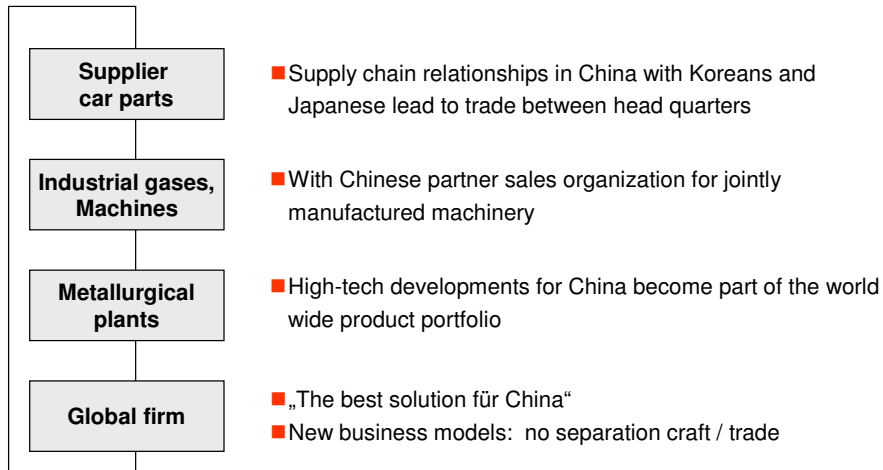 Supplier
car parts
■ Supply chain relationships in China with Koreans and
Japanese lead to trade between head quarters
Industrial gases,
Machines
■ With Chinese partner sales organization for jointly
manufactured machinery
Metallurgical
plants
■ High-tech developments for China become part of the world
wide product portfolio
Global firm
■ „The best solution für China“
■ New business models: no separation craft / trade